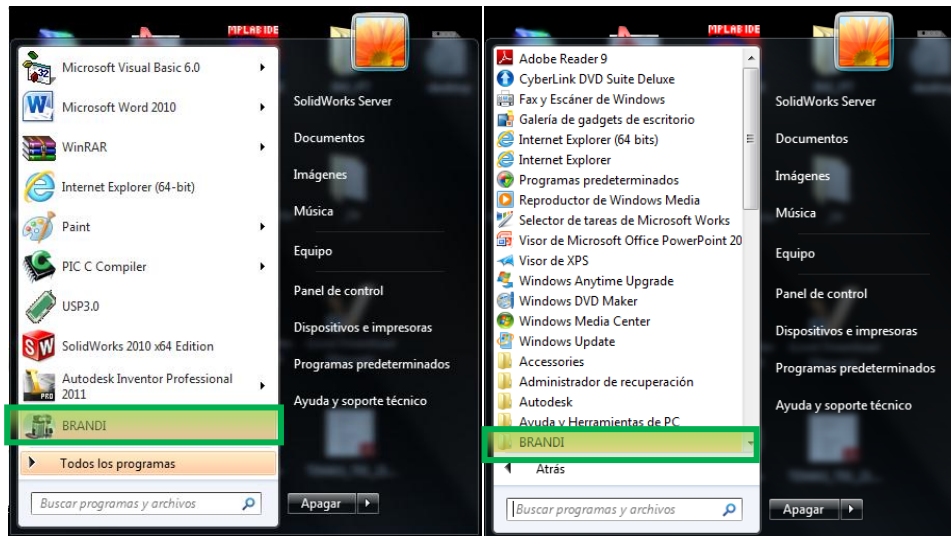 MPLAB IDE
Microsoft Visual Basic 6.0
Microsoft Word 2010
WinRAR
Internet Explorer (64-bit)
Paint
PIC C Compiler
USP3.0
SolidWorks 2010 x64 Edition
Autodesk Inventor Professional
2011
BRANDI
Todos los programas
Buscar programas y archivos
SolidWorks Server
Documentos
Imágenes
Música
Equipo
Panel de control
Dispositivos e impresoras
Programas predeterminados
Ayuda y soporte técnico
Apagar
MPLAB IDE
Adobe Reader 9
CyberLink DVD Suite Deluxe
Fax y Escáner de Windows
Galería de gadgets de escritorio
Internet Explorer (64 bits)
Internet Explorer
Programas predeterminados
Reproductor de Windows Media
Selector de tareas de Microsoft Works
Visor de Microsoft Office PowerPoint 20
Visor de XPS
Windows Anytime Upgrade
Windows DVD Maker
Windows Media Center
Windows Update
Accessories
Administrador de recuperación
Autodesk
Ayuda y Herramientas de PC
BRANDI
Atrás
Buscar programas y archivos
SolidWorks Server
Documentos
Imágenes
Música
Equipo
Panel de control
Dispositivos e impresoras
Programas predeterminados
Ayuda y soporte técnico
Apagar